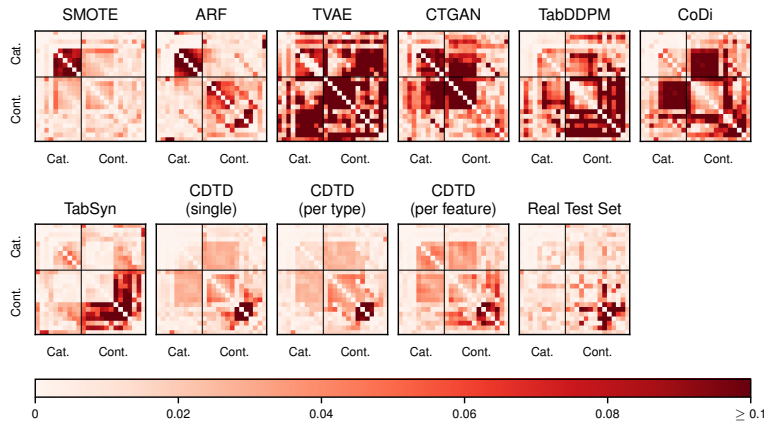 SMOTE ARF TVAE CTGAN TabDDPM CoDi
Cat.
Cont.
Cat. Cont. Cat. Cont. Cat. Cont. Cat. Cont. Cat. Cont. Cat. Cont.
TabSyn CDTD (single) CDTD (per type) CDTD (per feature) Real Test Set
Cat.
Cont.
Cat. Cont. Cat. Cont. Cat. Cont. Cat. Cont. Cat. Cont.
0 0.02 0.04 0.06 0.08 ≥ 0.1